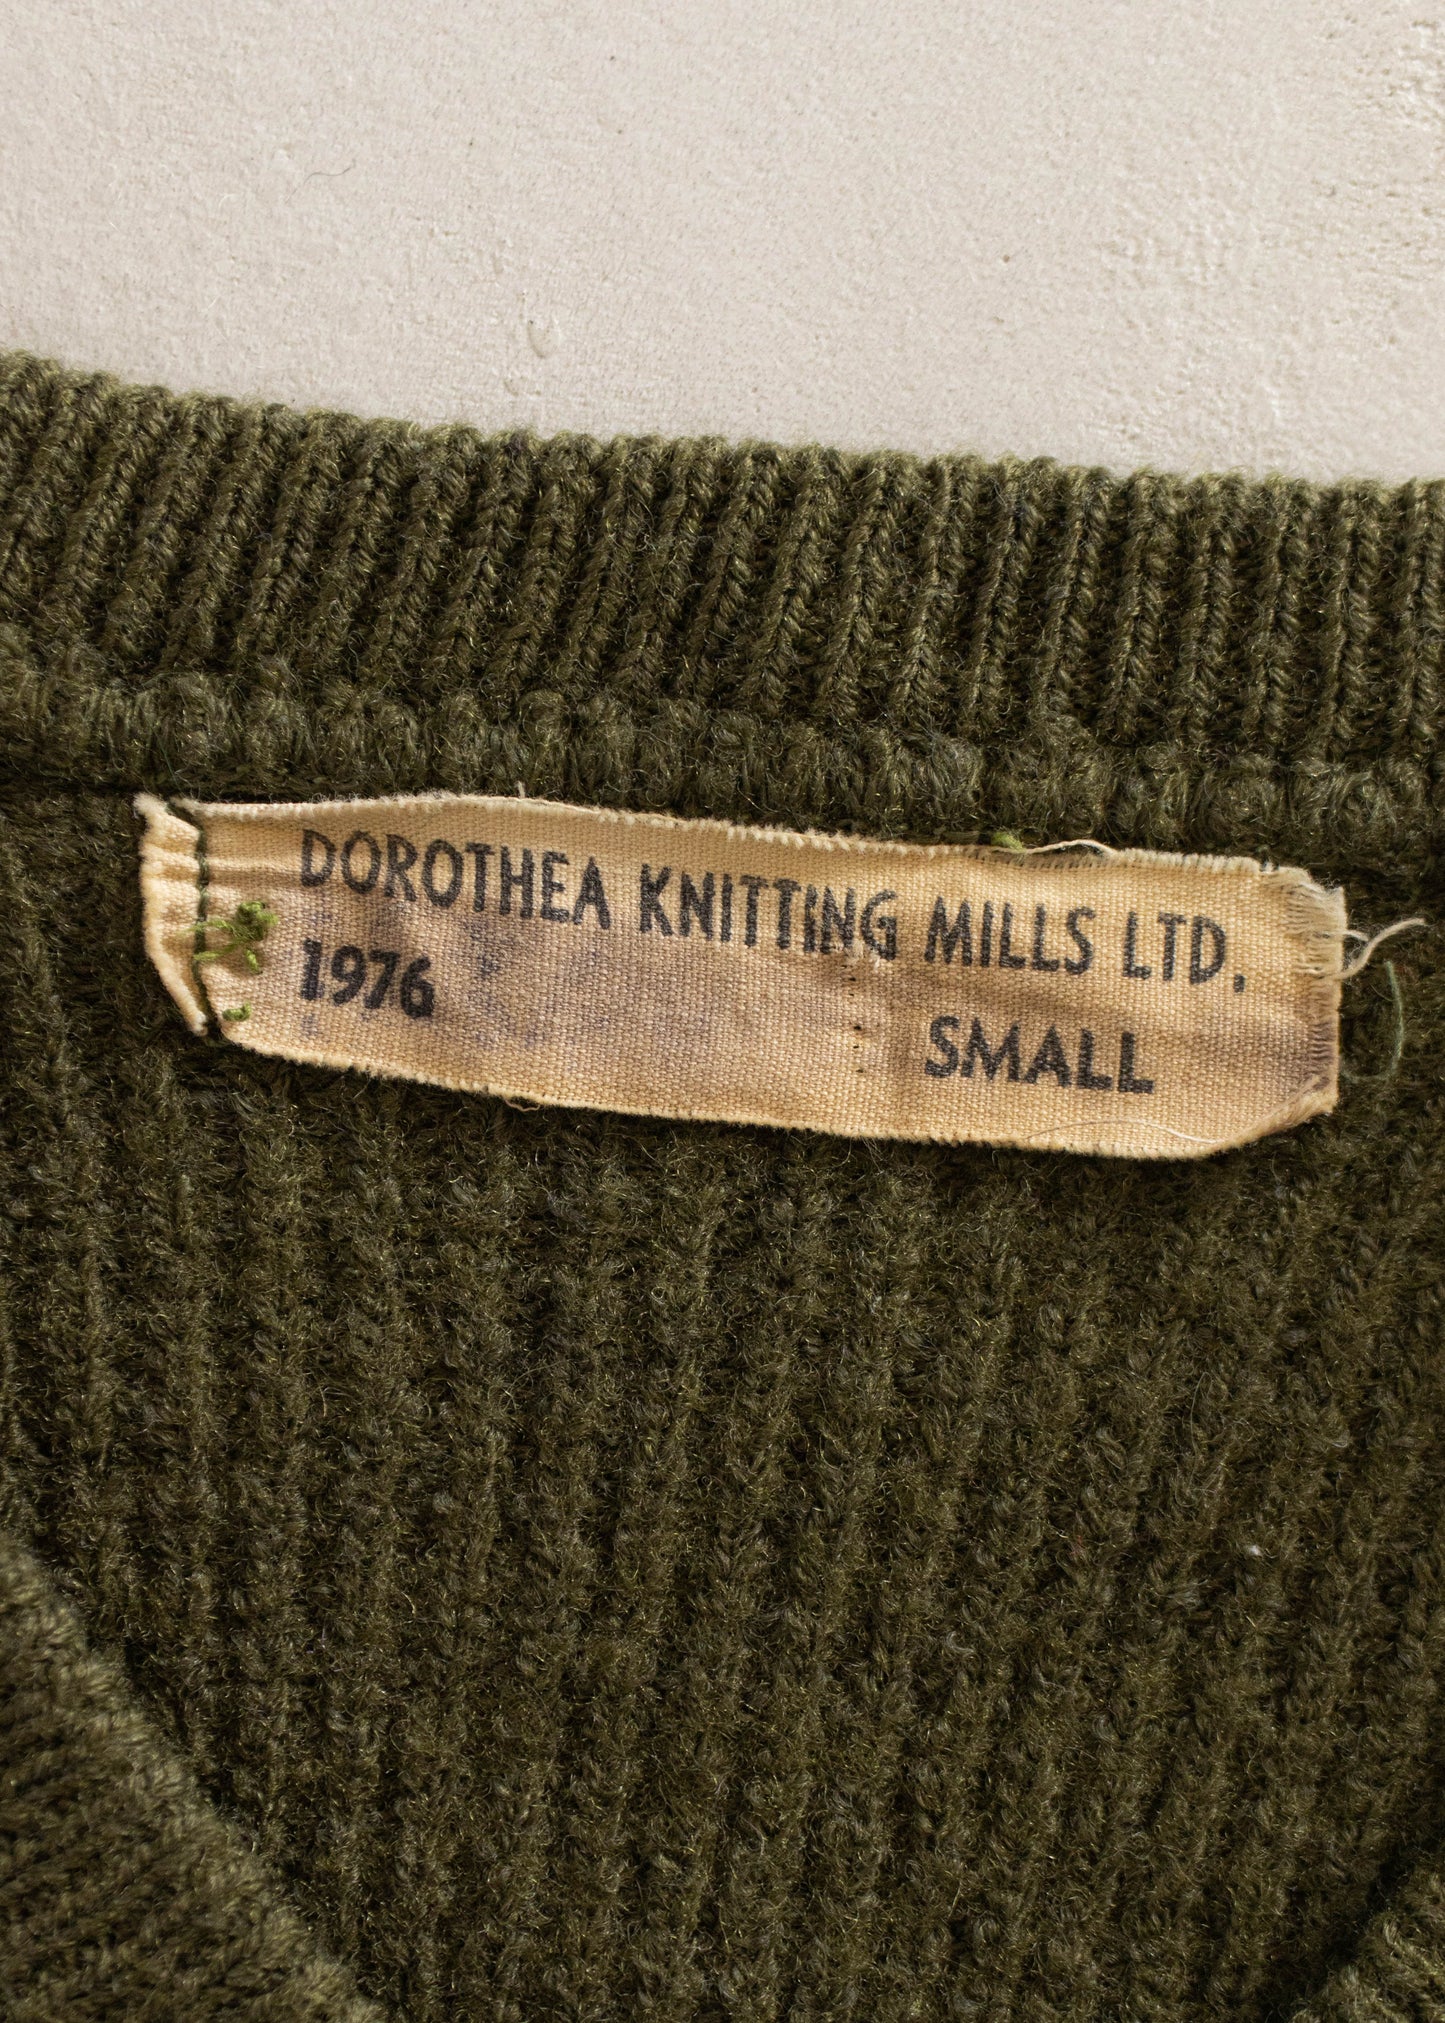 DOROTHEA KNITTING MILLS LTD.
1976
SMALL